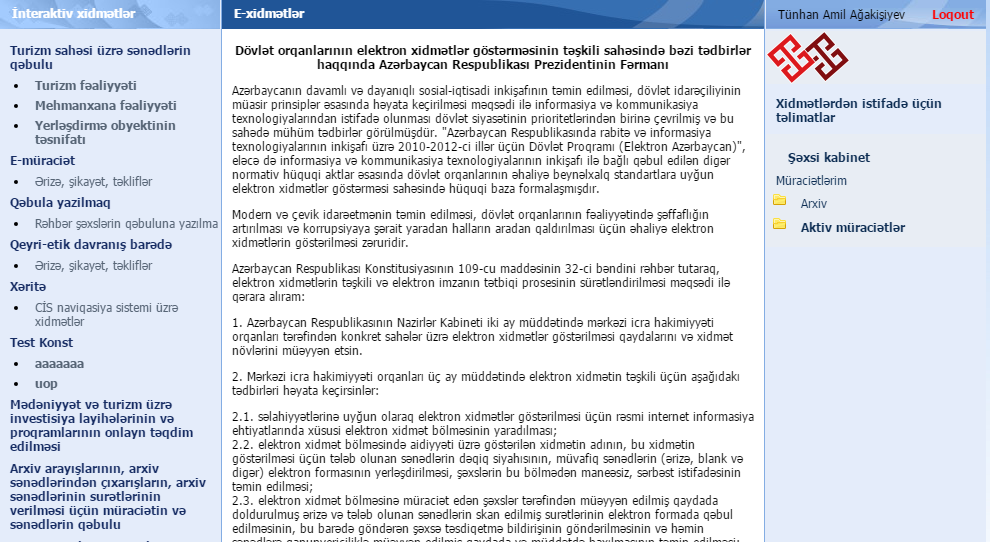 İnteraktiv xidmətlər
Turizm sahəsi üzrə sənədlərin
qəbulu
Turizm fəaliyyəti
Mehmanxana fəaliyyəti
Yerləşdirmə obyektinin
təsnifatı
E-müraciət
Ərizə, şikayət, təkliflər
Qəbula yazılmaq
Rəhbər şəxslərin qəbuluna yazılma
Qeyri-etik davranış barədə
Ərizə, şikayət, təkliflər
Xəritə
CİS naviqasiya sistemi üzrə
xidmətlər
Test Konst
aaaaaaa
uop
Mədəniyyət və turizm üzrə
investisiya layihələrinin və
proqramlarının onlayn təqdim
edilməsi
Arxiv arayışlarının, arxiv
sənədlərindən çıxarışların, arxiv
sənədlərinin surətlərinin
verilməsi üçün müraciətin və
sənədlərin qəbulu
E-xidmətlər
Dövlət orqanlarının elektron xidmətlər göstərməsinin təşkili sahəsində bəzi tədbirlər
haqqında Azərbaycan Respublikası Prezidentinin Fərmanı
Azərbaycanın davamlı və dayanıqlı sosial-iqtisadi inkişafının təmin edilməsi, dövlət idarəçiliyinin
müasir prinsiplər əsasında həyata keçirilməsi məqsədi ilə informasiya və kommunikasiya
texnologiyalarından istifadə olunması dövlət siyasətinin prioritetlərindən birinə çevrilmiş və bu
sahədə mühüm tədbirlər görülmüşdür. "Azərbaycan Respublikasında rabitə və informasiya
texnologiyalarının inkişafı üzrə 2010-2012-ci illər üçün Dövlət Proqramı (Elektron Azərbaycan)",
eləcə də informasiya və kommunikasiya texnologiyalarının inkişafı ilə bağlı qəbul edilən digər
normativ hüquqi aktlar əsasında dövlət orqanlarının əhaliyə beynəlxalq standartlara uyğun
elektron xidmətlər göstərməsi sahəsində hüquqi baza formalaşmışdır.
Modern və çevik idarəetmənin təmin edilməsi, dövlət orqanlarının fəaliyyətində şəffaflığın
artırılması və korrupsiyaya şərait yaradan halların aradan qaldırılması üçün əhaliyə elektron
xidmətlərin göstərilməsi zəruridir.
Azərbaycan Respublikası Konstitusiyasının 109-cu maddəsinin 32-ci bəndini rəhbər tutaraq,
elektron xidmətlərin təşkili və elektron imzanın tətbiqi prosesinin sürətləndirilməsi məqsədi ilə
qərara alıram:
1. Azərbaycan Respublikasının Nazirlər Kabineti iki ay müddətində mərkəzi icra hakimiyyəti
orqanları tərəfindən konkret sahələr üzrə elektron xidmətlər göstərilməsi qaydalarını və xidmət
növlərini müəyyən etsin.
2. Mərkəzi icra hakimiyyəti orqanları üç ay müddətində elektron xidmətin təşkili üçün aşağıdakı
tədbirləri həyata keçirsinlər:
2.1. səlahiyyətlərinə uyğun olaraq elektron xidmətlər göstərilməsi üçün rəsmi internet informasiya
ehtiyatlarında xüsusi elektron xidmət bölməsinin yaradılması;
2.2. elektron xidmət bölməsində aidiyyəti üzrə göstərilən xidmətin adının, bu xidmətin
göstərilməsi üçün tələb olunan sənədlərin dəqiq siyahısının, müvafiq sənədlərin (ərizə, blank və
digər) elektron formasının yerləşdirilməsi, şəxslərin bu bölmədən maneəsiz, sərbəst istifadəsinin
təmin edilməsi;
2.3. elektron xidmət bölməsinə müraciət edən şəxslər tərəfindən müəyyən edilmiş qaydada
doldurulmuş ərizə və tələb olunan sənədlərin skan edilmiş surətlərinin elektron formada qəbul
edilməsinin, bu barədə göndərən şəxsə təsdiqetmə bildirişinin göndərilməsinin və həmin
sənədlərə qanunvericiliklə müəyyən edilmiş qaydada və müddətdə baxılmasının təmin edilməsi;
Tünhan Amil Ağakişiyev
Loqout
Xidmətlərdən istifadə üçün
təlimatlar
Şəxsi kabinet
Müraciətlərim
Arxiv
Aktiv müraciətlər